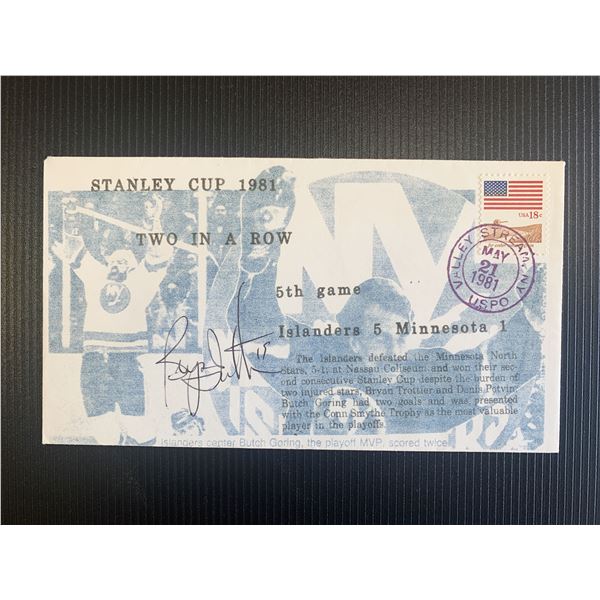 STANLEY CUP 1981
TWO IN A ROW
USA 18c
VALLEY STREAM, NY
MAY
21
1981
USPO
5th game
Islanders 5 Minnesota 1
The Islanders defeated the Minnesota North
Stars, 5-1, at Nassau Coliseum and won their sec-
ond consecutive Stanley Cup despite the burden of
two injured stars, Bryan Trottier and Denis Potvin.
Butch Goring had two goals and was presented
with the Conn Smythe Trophy as the most valuable
player in the playoffs.
Islanders center Butch Goring, the playoff MVP, scored twice